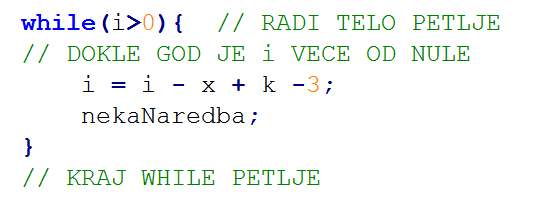 while(i>0){  // RADI TELO PETLJE
// DOKLE GOD JE i VECE OD NULE
    i = i - x + k -3;
    nekaNaredba;
}
// KRAJ WHILE PETLJE